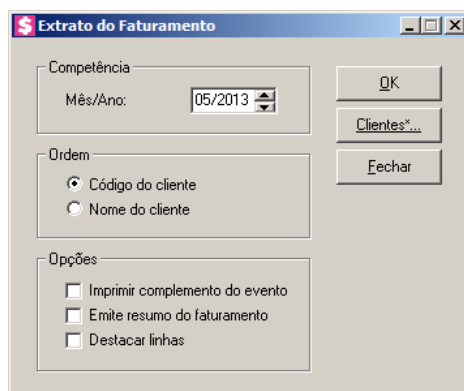 Extrato do Faturamento
Competência
Mês/Ano: 05/2013
OK
Clientes*...
Fechar
Ordem
Código do cliente
Nome do cliente
Opções
Imprimir complemento do evento
Emite resumo do faturamento
Destacar linhas